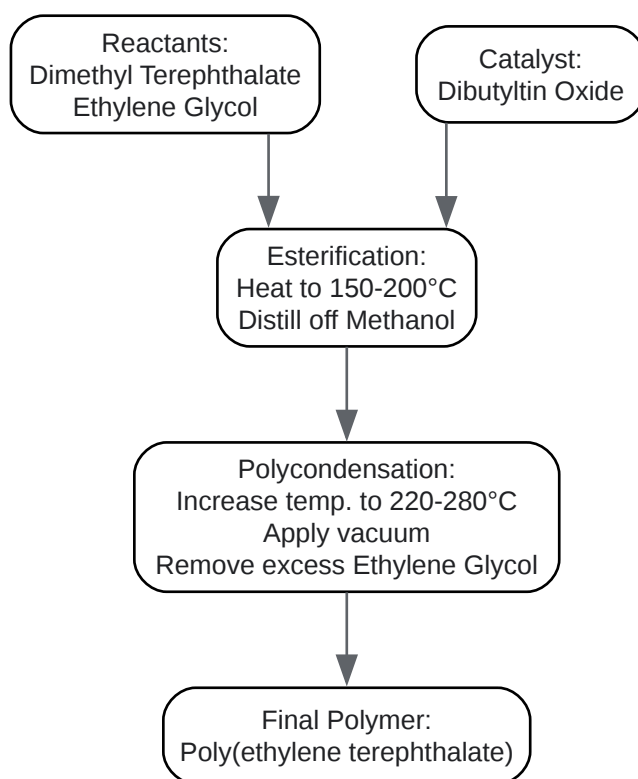 Reactants:
Dimethyl Terephthalate
Ethylene Glycol
Catalyst:
Dibutyltin Oxide
Esterification:
Heat to 150-200°C
Distill off Methanol
Polycondensation:
Increase temp. to 220-280°C
Apply vacuum
Remove excess Ethylene Glycol
Final Polymer:
Poly(ethylene terephthalate)